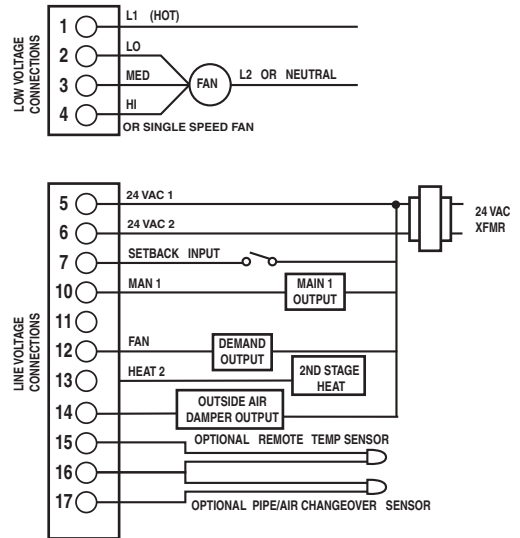 LOW VOLTAGE
CONNECTIONS
1 L1 (HOT)
2 LO
3 MED FAN L2 OR NEUTRAL
4 HI
OR SINGLE SPEED FAN
LINE VOLTAGE
CONNECTIONS
5 24 VAC 1
24 VAC
XFMR
6 24 VAC 2
7 SETBACK INPUT
10 MAN 1 MAIN 1
OUTPUT
11
12 FAN DEMAND
OUTPUT
13 HEAT 2 2ND STAGE
HEAT
14 OUTSIDE AIR
DAMPER OUTPUT
15 OPTIONAL REMOTE TEMP SENSOR
16
17 OPTIONAL PIPE/AIR CHANGEOVER SENSOR